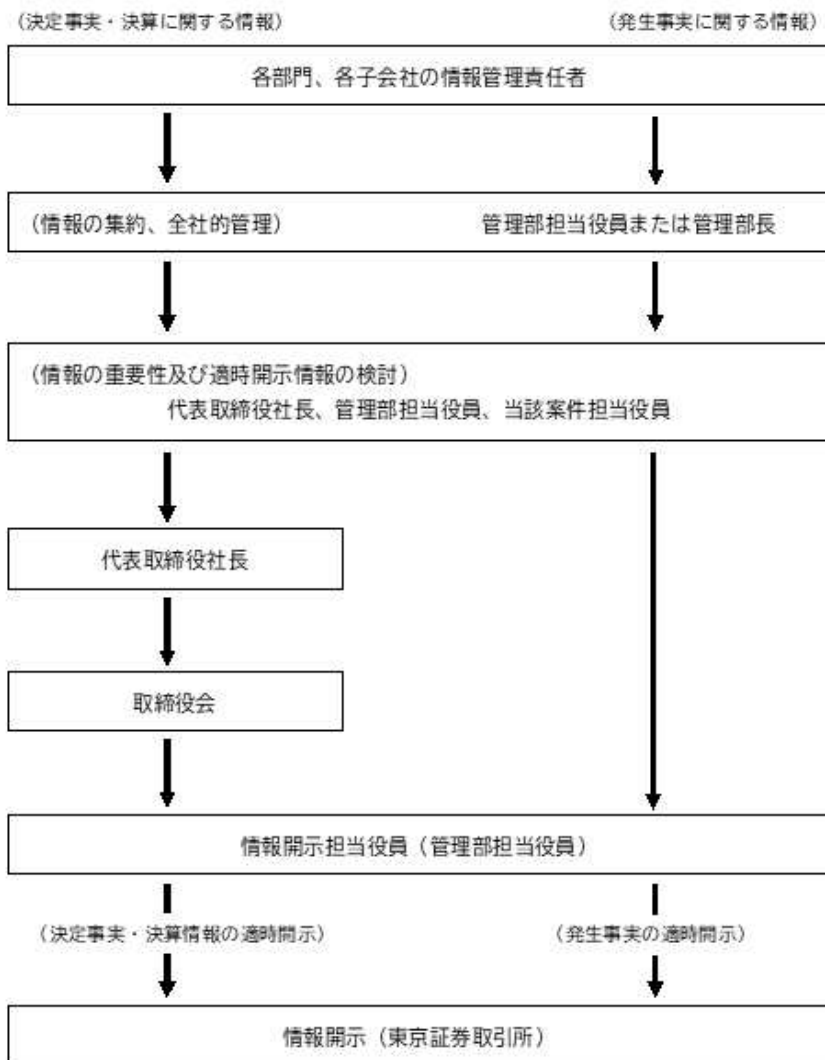 （決定事実・決算に関する情報）
（発生事実に関する情報）
各部門、各子会社の情報管理責任者
（情報の集約、全社的管理）
管理部担当役員または管理部長
（情報の重要性及び適時開示情報の検討）
代表取締役社長、管理部担当役員、当該案件担当役員
代表取締役社長
取締役会
情報開示担当役員（管理部担当役員）
（決定事実・決算情報の適時開示）
（発生事実の適時開示）
情報開示（東京証券取引所）